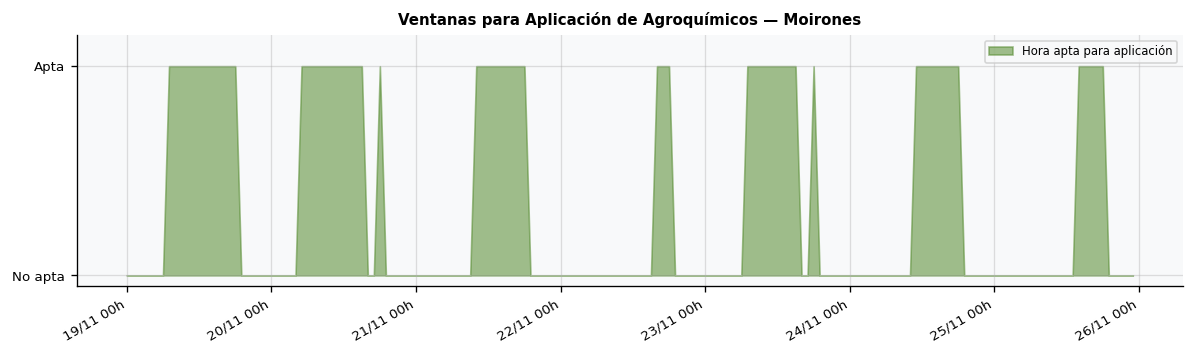 Ventanas para Aplicación de Agroquímicos — Moirones
Hora apta para aplicación
Apta
No apta
19/11 00h
20/11 00h
21/11 00h
22/11 00h
23/11 00h
24/11 00h
25/11 00h
26/11 00h